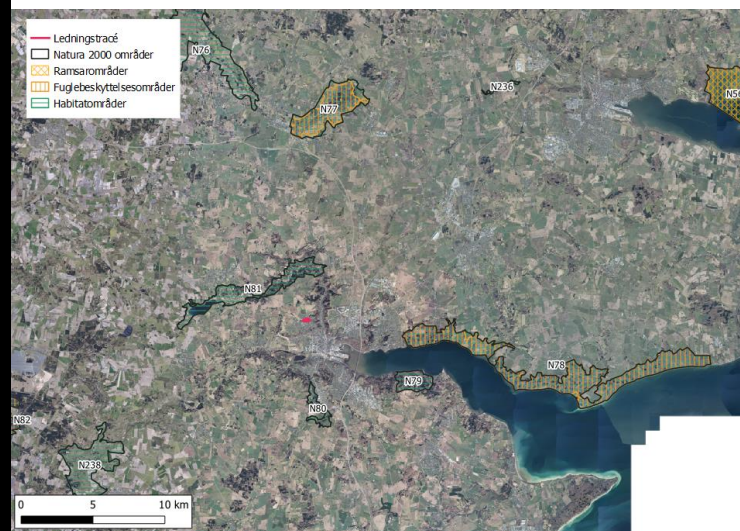 Ledningstracé
Natura 2000 områder
Ramsarområder
Fuglebeskyttelsesområder
Habitatområder
N76
N77
N236
N56
N81
N78
N79
N80
N82
N238
0 5 10 km